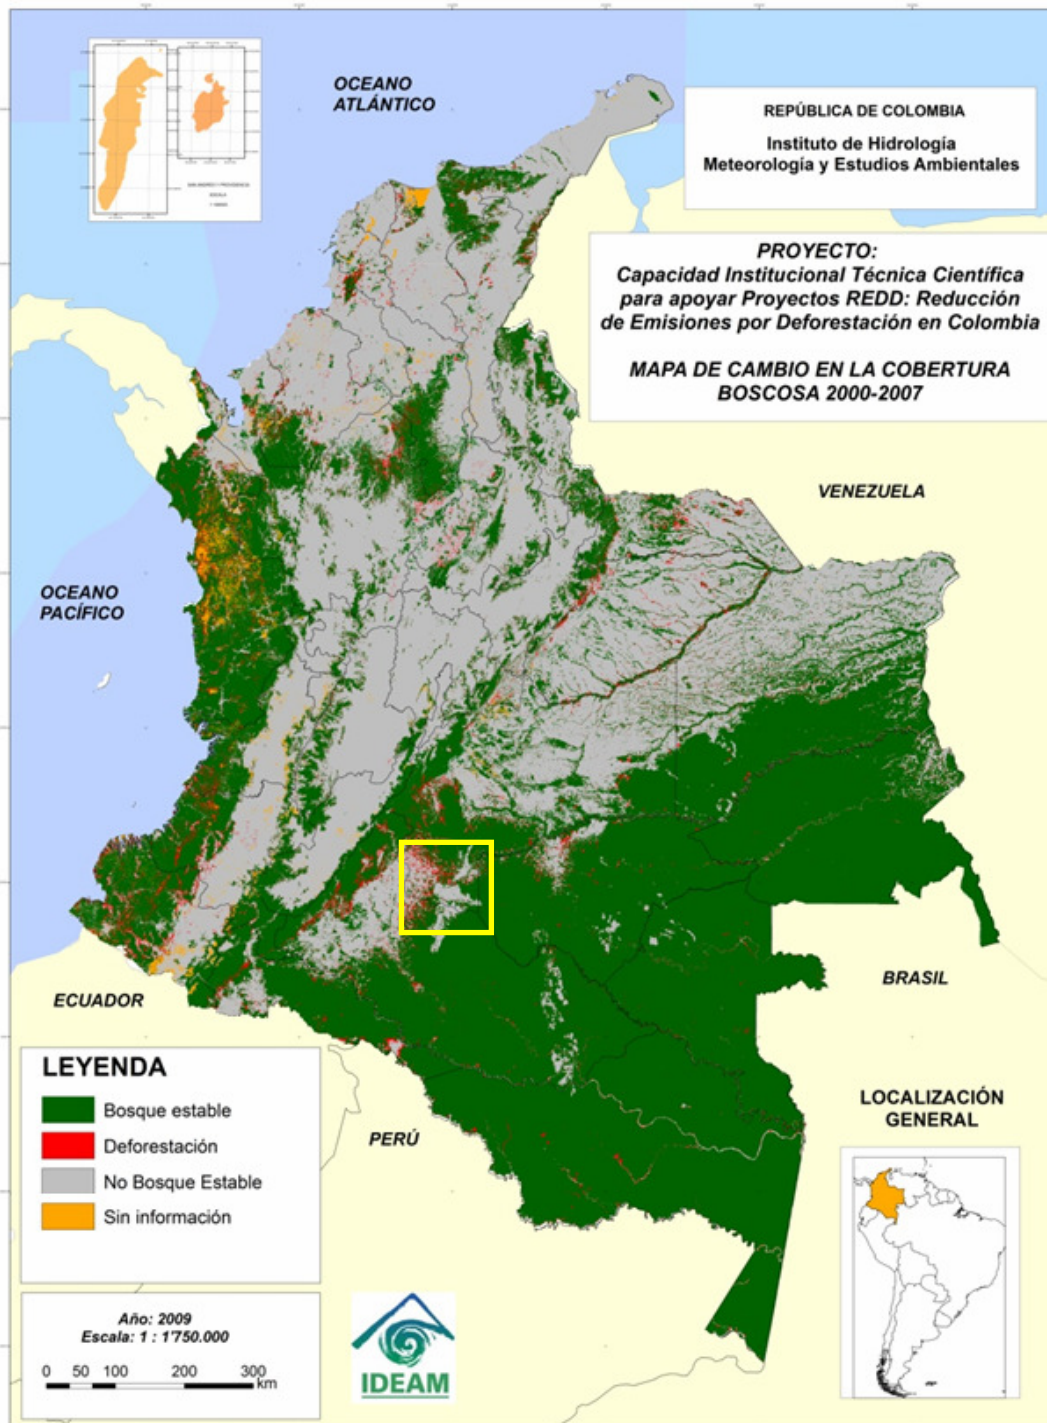 OCEANO
ATLÁNTICO
REPÚBLICA DE COLOMBIA
Instituto de Hidrología
Meteorología y Estudios Ambientales
PROYECTO:
Capacidad Institucional Técnica Científica
para apoyar Proyectos REDD: Reducción
de Emisiones por Deforestación en Colombia
MAPA DE CAMBIO EN LA COBERTURA
BOSCOSA 2000-2007
VENEZUELA
OCEANO
PACÍFICO
ECUADOR
BRASIL
PERÚ
LEYENDA
Bosque estable
Deforestación
No Bosque Estable
Sin información
Año: 2009
Escala: 1 : 1'750.000
0 50 100 200 300
km
IDEAM
LOCALIZACIÓN
GENERAL